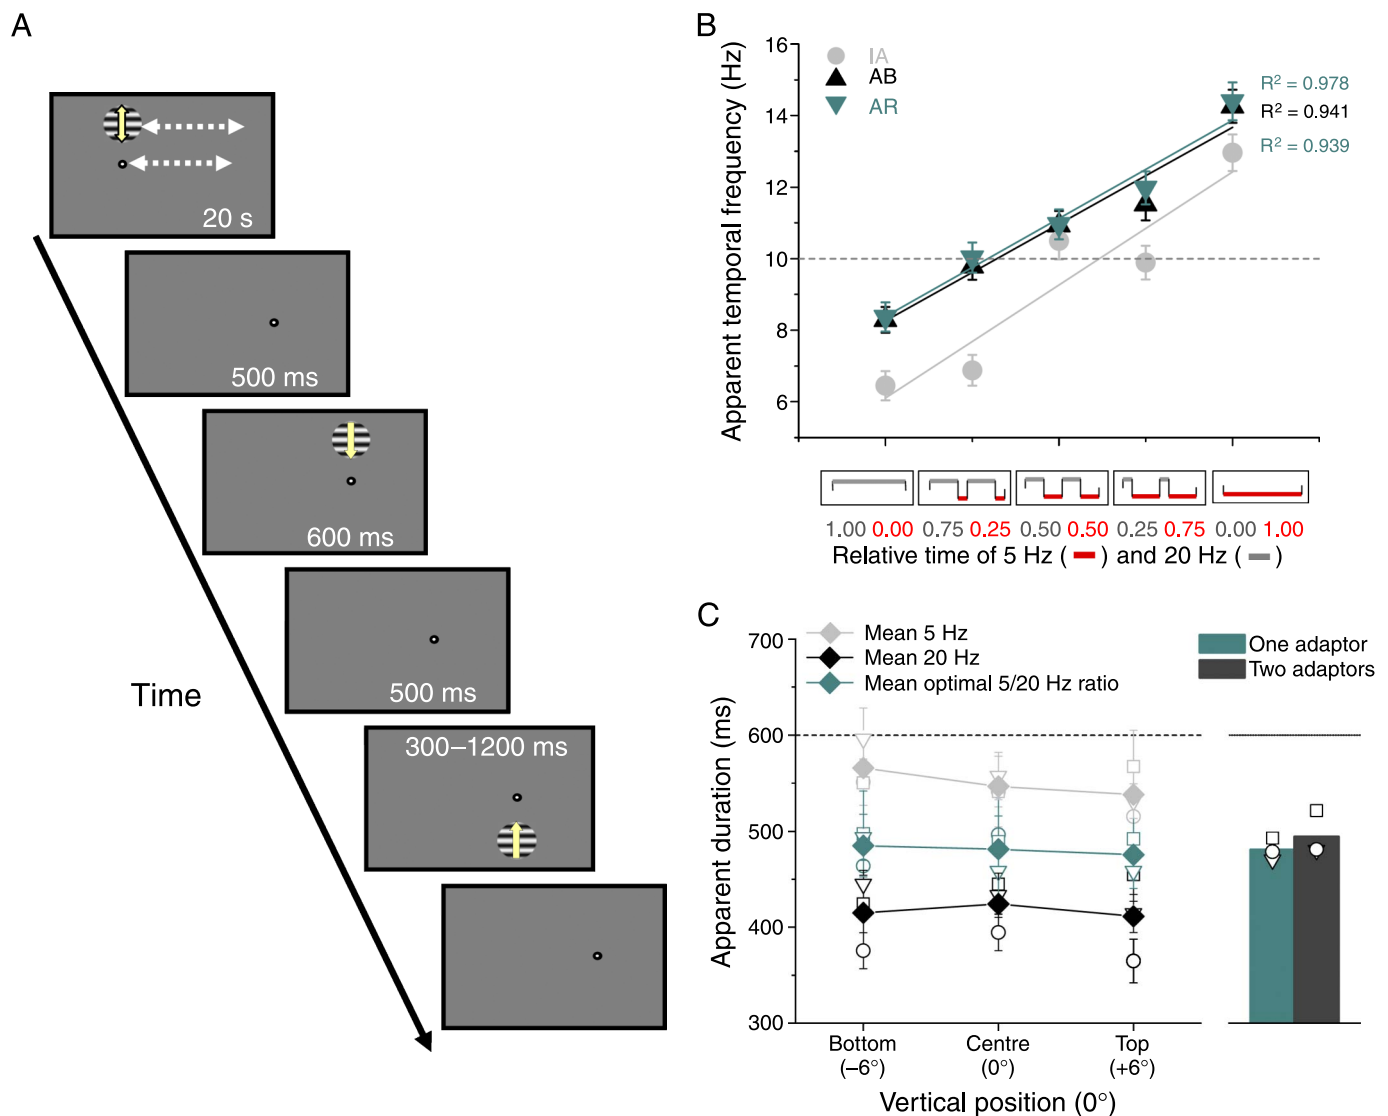 A
20 s
500 ms
600 ms
500 ms
300–1200 ms
Time
B
Apparent temporal frequency (Hz)
16
14
12
10
8
6
IA
AB
AR
R² = 0.978
R² = 0.941
R² = 0.939
1.00 0.00 0.75 0.25 0.50 0.50 0.25 0.75 0.00 1.00
Relative time of 5 Hz ( ) and 20 Hz ( )
C
Apparent duration (ms)
700
600
500
400
300
Mean 5 Hz
Mean 20 Hz
Mean optimal 5/20 Hz ratio
One adaptor
Two adaptors
Bottom Centre Top
(–6°) (0°) (+6°)
Vertical position (0°)